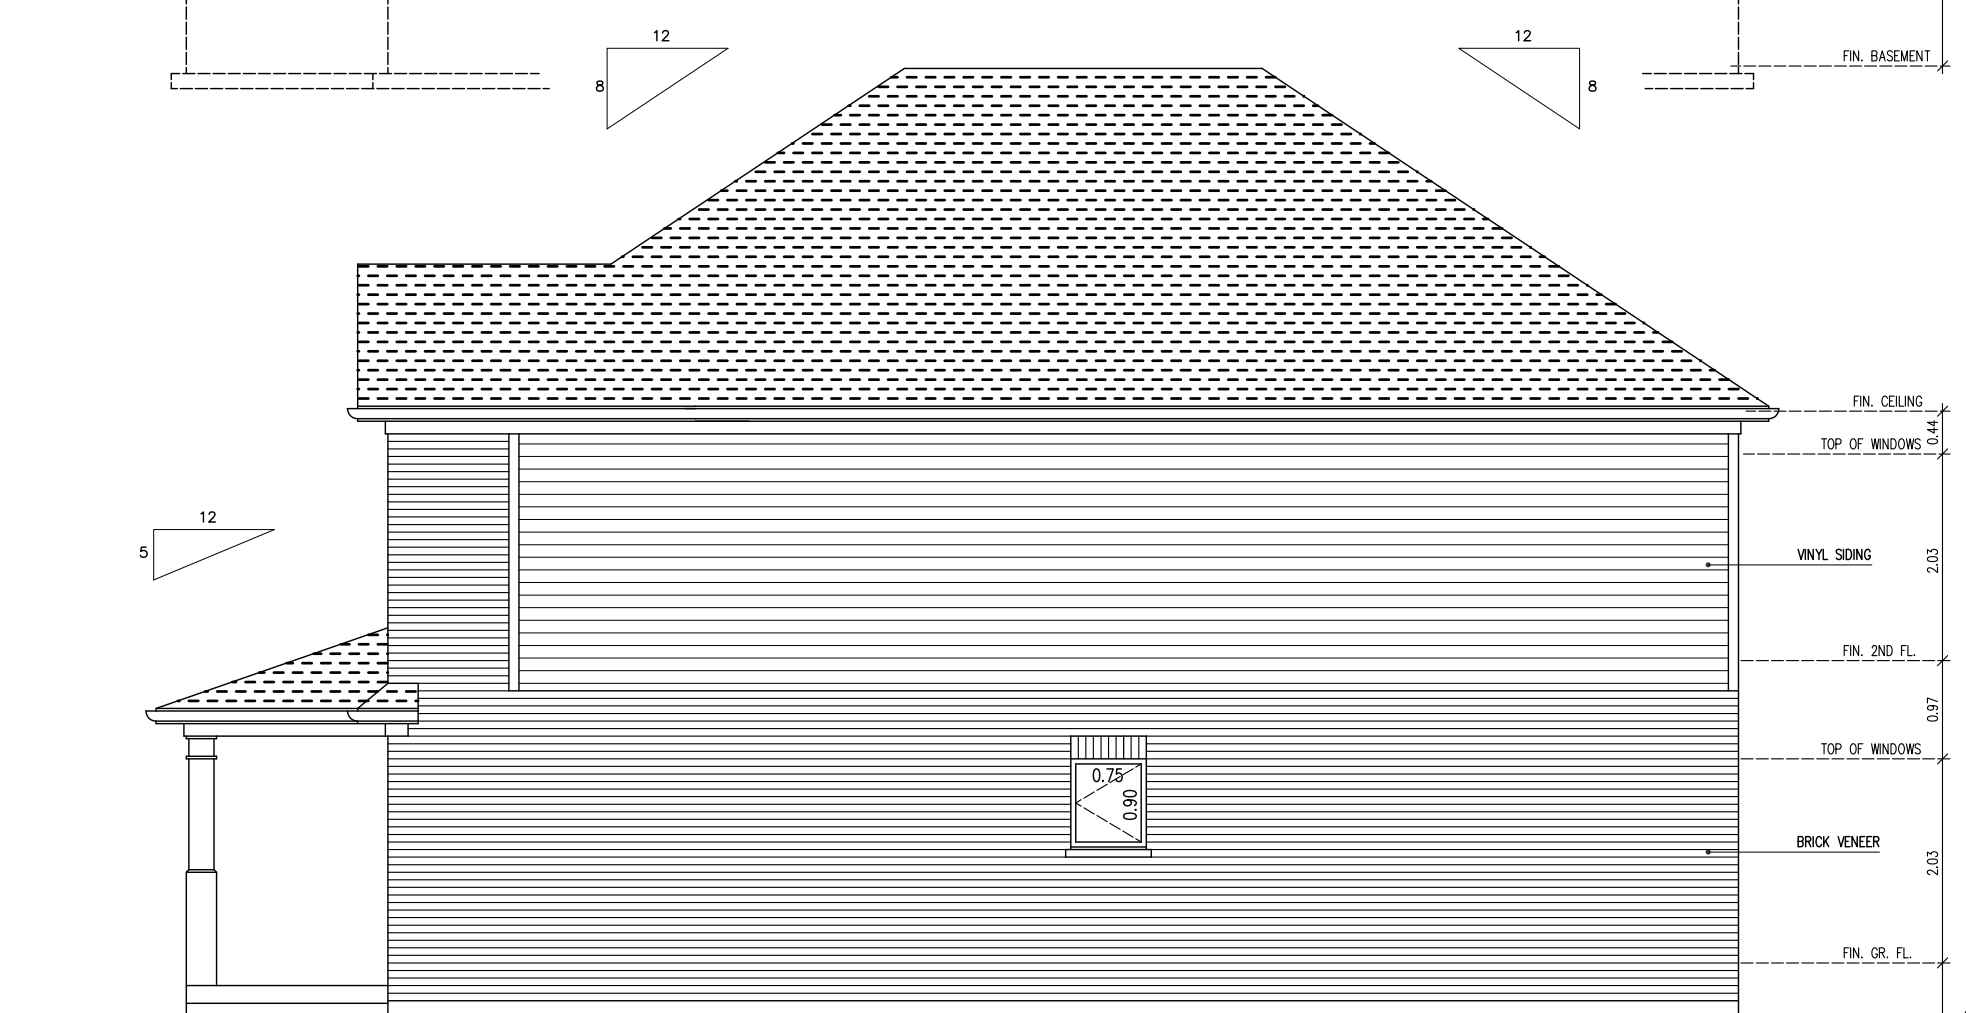 12
12
FIN. BASEMENT
8
8
FIN. CEILING
0.44
TOP OF WINDOWS
12
5
VINYL SIDING
2.03
FIN. 2ND FL.
0.97
TOP OF WINDOWS
0.75
0.90
BRICK VENEER
2.03
FIN. GR. FL.